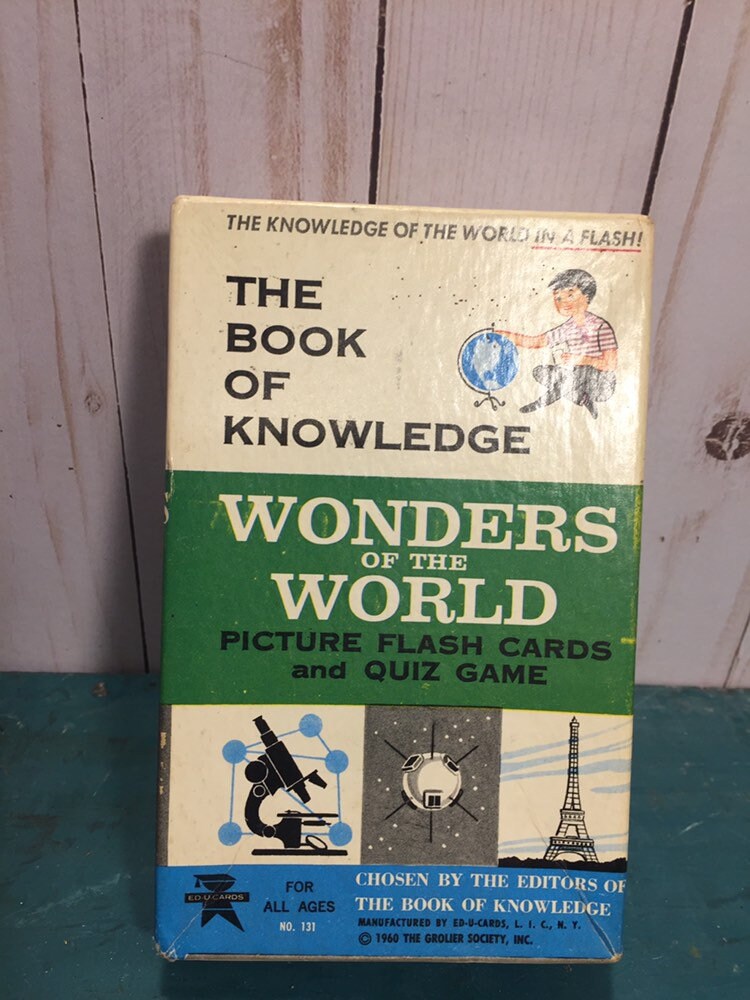 THE KNOWLEDGE OF THE WORLD IN A FLASH!
THE
BOOK
OF
KNOWLEDGE
WONDERS
OF THE
WORLD
PICTURE FLASH CARDS
and QUIZ GAME
ED-U-CARDS
FOR
ALL AGES
NO. 131
CHOSEN BY THE EDITORS OF
THE BOOK OF KNOWLEDGE
MANUFACTURED BY ED-U-CARDS, L. I. C., N. Y.
© 1960 THE GROLIER SOCIETY, INC.